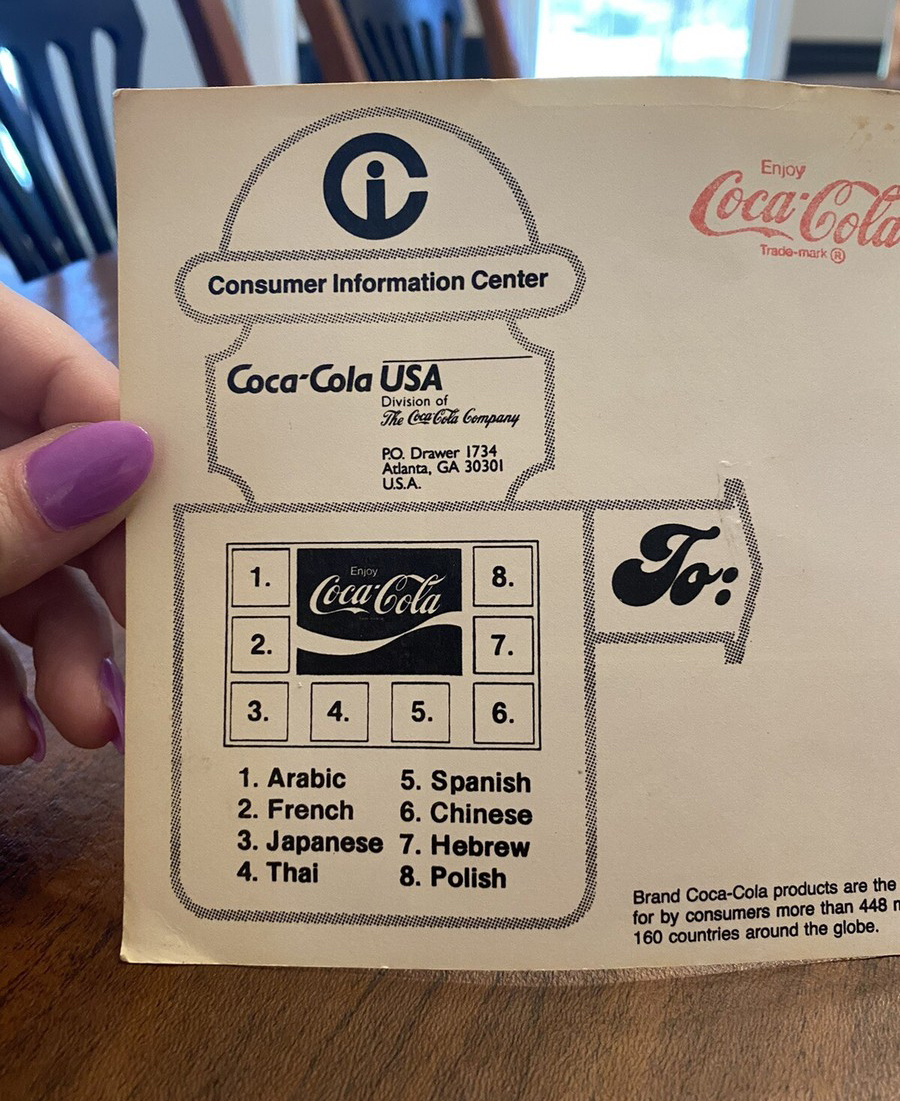 Consumer Information Center
Enjoy
Coca-Cola
Trade-mark ®
Coca-Cola USA
Division of
The Coca-Cola Company
P.O. Drawer 1734
Atlanta, GA 30301
U.S.A.
To:
Enjoy
Coca-Cola
1.
2.
3.
4.
5.
6.
7.
8.
1. Arabic
2. French
3. Japanese
4. Thai
5. Spanish
6. Chinese
7. Hebrew
8. Polish
Brand Coca-Cola products are the
for by consumers more than 448
160 countries around the globe.